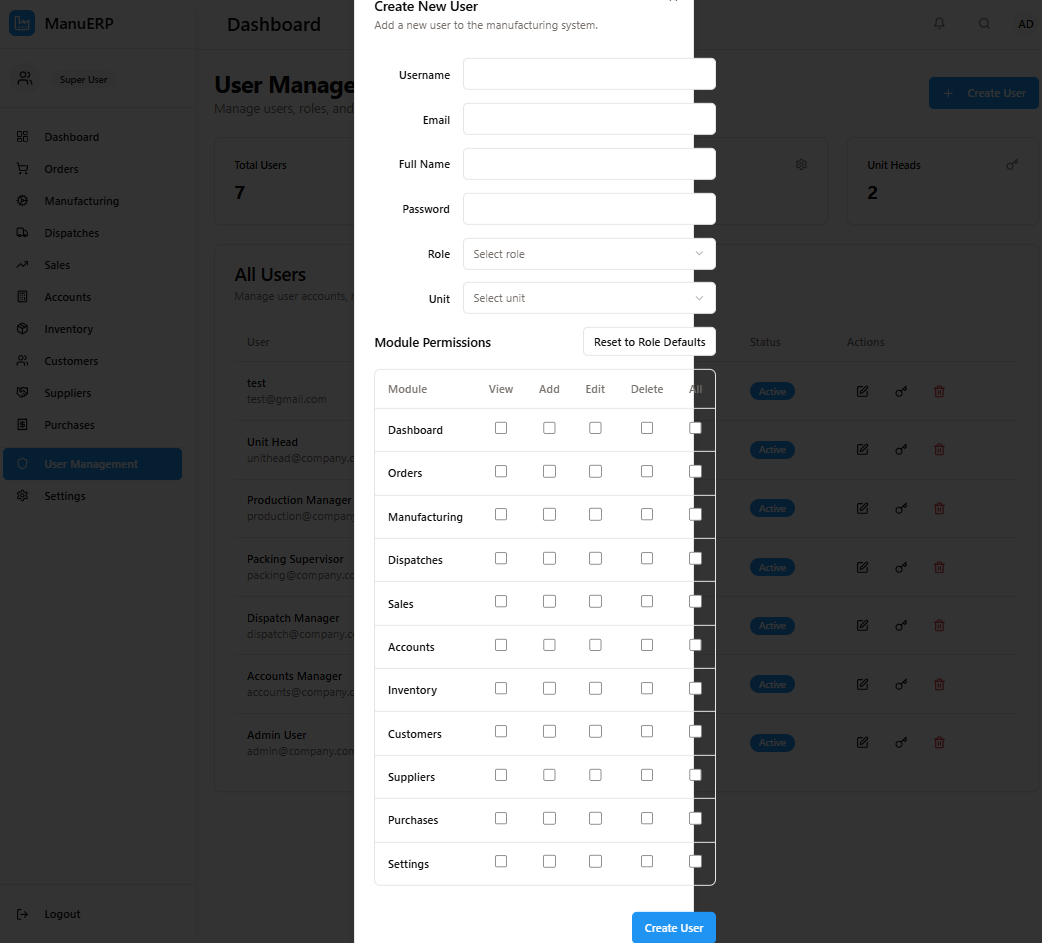 ManuERP
Dashboard
AD
Super User
Dashboard
Orders
Manufacturing
Dispatches
Sales
Accounts
Inventory
Customers
Suppliers
Purchases
User Management
Settings
Logout
User Manage
Manage users, roles, and
Create User
Total Users
7
Unit Heads
2
All Users
Manage user accounts,
User
Status
Actions
test
test@gmail.com
Active
Unit Head
unithead@company.c
Active
Production Manager
production@compan
Active
Packing Supervisor
packing@company.co
Active
Dispatch Manager
dispatch@company.co
Active
Accounts Manager
accounts@company.c
Active
Admin User
admin@company.com
Active
Create New User
Add a new user to the manufacturing system.
Username
Email
Full Name
Password
Role Select role
Unit Select unit
Module Permissions Reset to Role Defaults
Module View Add Edit Delete All
Dashboard
Orders
Manufacturing
Dispatches
Sales
Accounts
Inventory
Customers
Suppliers
Purchases
Settings
Create User